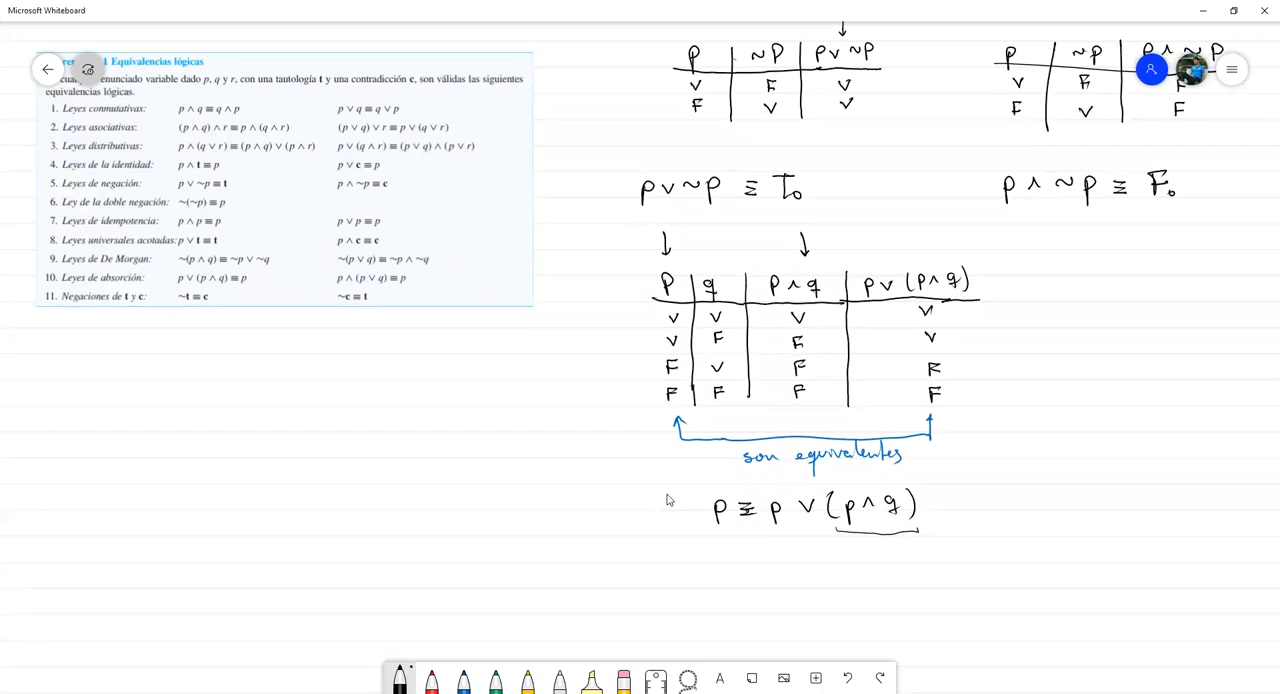 Microsoft Whiteboard
1 Equivalencias lógicas
enunciado variable dado p, q y r, con una tautología t y una contradicción c, son válidas las siguientes
equivalencias lógicas.
1. Leyes conmutativas: p ∧ q ≡ q ∧ p p ∨ q ≡ q ∨ p
2. Leyes asociativas: (p ∧ q) ∧ r ≡ p ∧ (q ∧ r) (p ∨ q) ∨ r ≡ p ∨ (q ∨ r)
3. Leyes distributivas: p ∧ (q ∨ r) ≡ (p ∧ q) ∨ (p ∧ r) p ∨ (q ∧ r) ≡ (p ∨ q) ∧ (p ∨ r)
4. Leyes de la identidad: p ∧ t ≡ p p ∨ c ≡ p
5. Leyes de negación: p ∨ ~p ≡ t p ∧ ~p ≡ c
6. Ley de la doble negación: ~(~p) ≡ p
7. Leyes de idempotencia: p ∧ p ≡ p p ∨ p ≡ p
8. Leyes universales acotadas: p ∨ t ≡ t p ∧ c ≡ c
9. Leyes de De Morgan: ~(p ∧ q) ≡ ~p ∨ ~q ~(p ∨ q) ≡ ~p ∧ ~q
10. Leyes de absorción: p ∨ (p ∧ q) ≡ p p ∧ (p ∨ q) ≡ p
11. Negaciones de t y c: ~t ≡ c ~c ≡ t
p ~p p ∨ ~p
V F V
F V V
p ~p p ∧ ~p
V F F
F V F
p ∨ ~p ≡ T₀
p ∧ ~p ≡ F₀
p q p ∧ q p ∨ (p ∧ q)
V V V V
V F F V
F V F F
F F F F
son equivalentes
p ≡ p ∨ (p ∧ q)
A